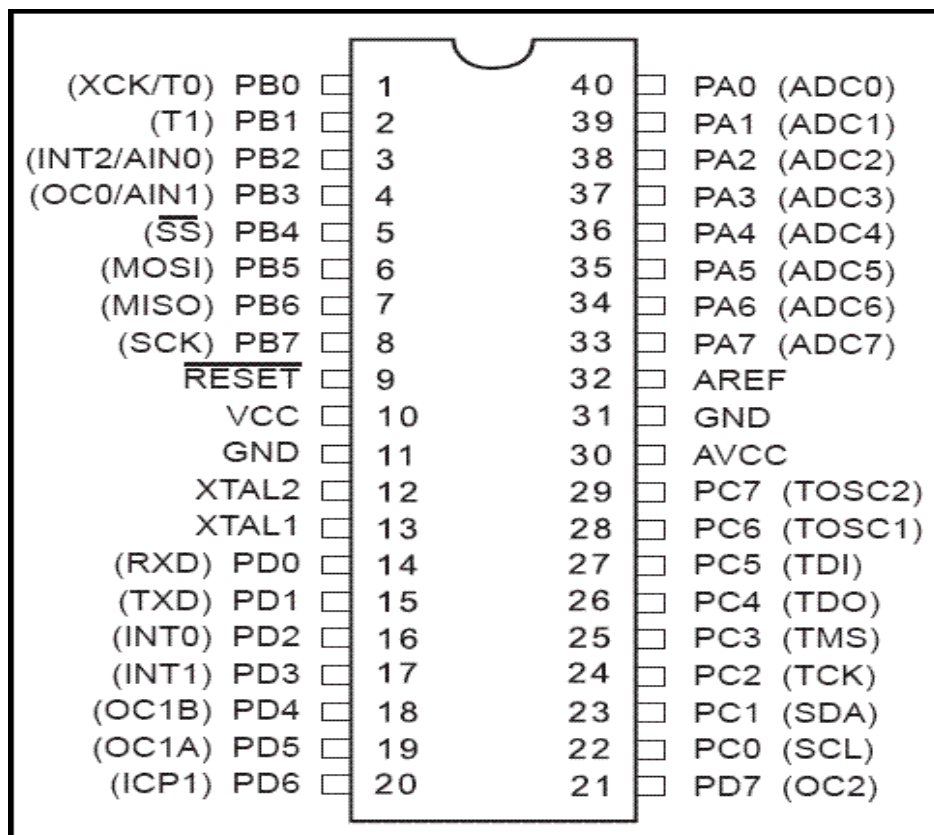 (XCK/T0) PB0 1 40 PA0 (ADC0)
(T1) PB1 2 39 PA1 (ADC1)
(INT2/AIN0) PB2 3 38 PA2 (ADC2)
(OC0/AIN1) PB3 4 37 PA3 (ADC3)
(SS) PB4 5 36 PA4 (ADC4)
(MOSI) PB5 6 35 PA5 (ADC5)
(MISO) PB6 7 34 PA6 (ADC6)
(SCK) PB7 8 33 PA7 (ADC7)
RESET 9 32 AREF
VCC 10 31 GND
GND 11 30 AVCC
XTAL2 12 29 PC7 (TOSC2)
XTAL1 13 28 PC6 (TOSC1)
(RXD) PD0 14 27 PC5 (TDI)
(TXD) PD1 15 26 PC4 (TDO)
(INT0) PD2 16 25 PC3 (TMS)
(INT1) PD3 17 24 PC2 (TCK)
(OC1B) PD4 18 23 PC1 (SDA)
(OC1A) PD5 19 22 PC0 (SCL)
(ICP1) PD6 20 21 PD7 (OC2)